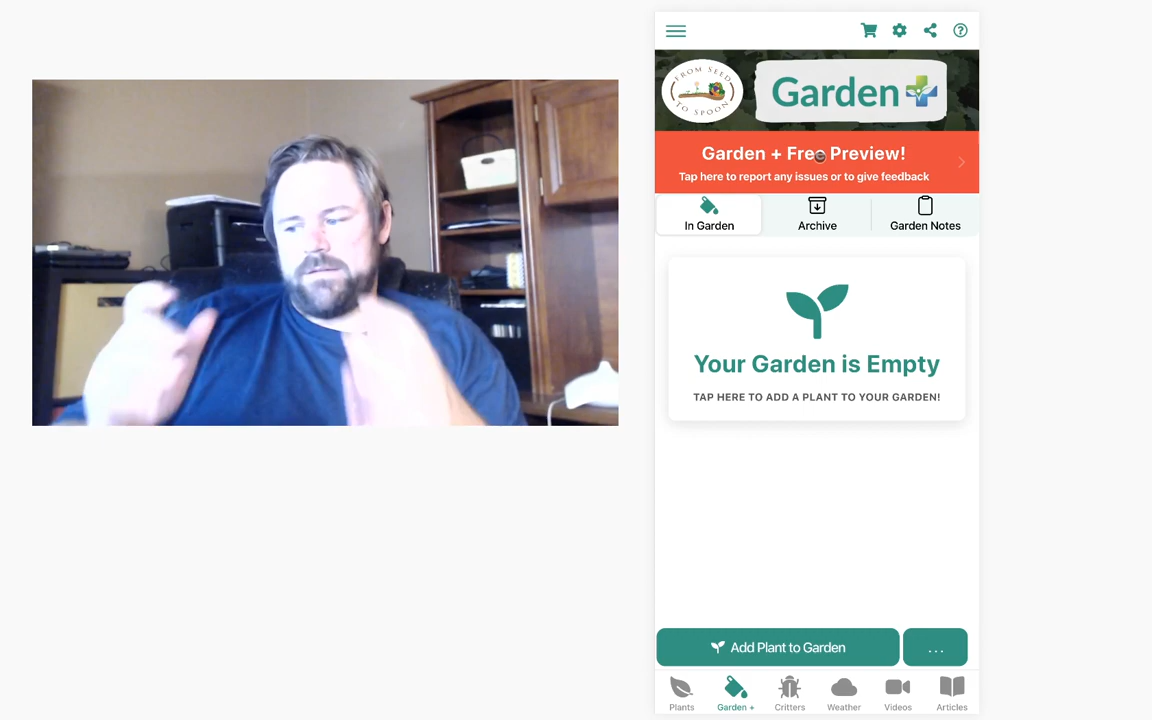 FROM SEED
TO SPOON
Garden
Garden + Free Preview!
Tap here to report any issues or to give feedback
In Garden
Archive
Garden Notes
Your Garden is Empty
TAP HERE TO ADD A PLANT TO YOUR GARDEN!
Add Plant to Garden
...
Plants
Garden +
Critters
Weather
Videos
Articles